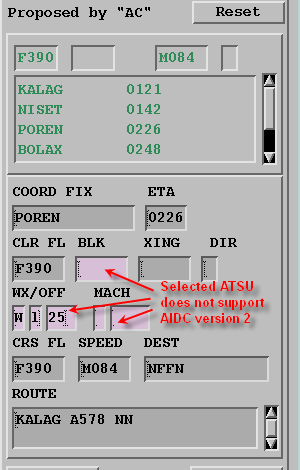 Proposed by "AC" Reset
F390 M084
KALAG 0121
NISET 0142
POREN 0226
BOLAX 0248
COORD FIX ETA
POREN 0226
CLR FL BLK XING DIR
F390
Selected ATSU
does not support
AIDC version 2
WX/OFF MACH
W 1 25
CRS FL SPEED DEST
F390 M084 NFFN
ROUTE
KALAG A578 NN